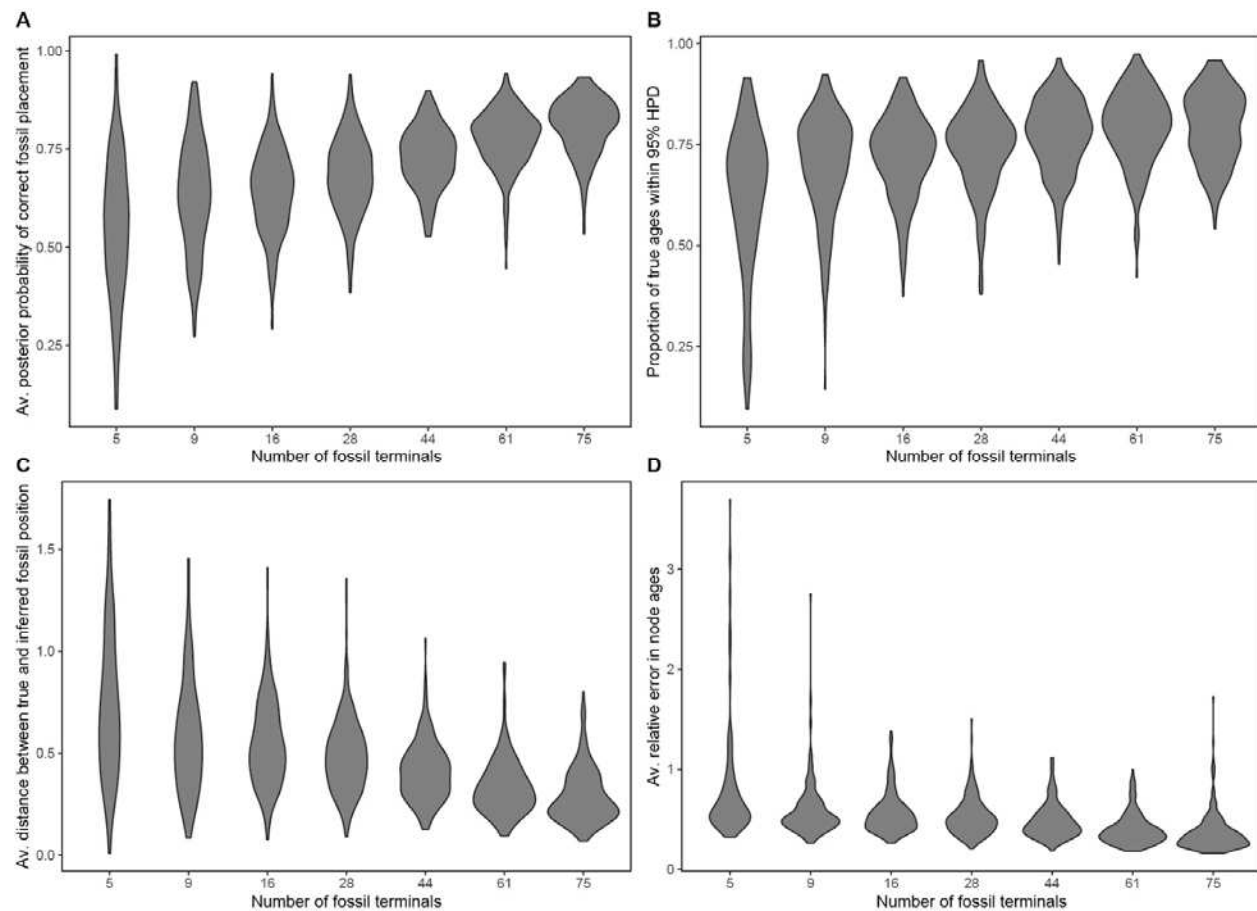 A
Av. posterior probability of correct fossil placement
1.00
0.75
0.50
0.25
5 9 16 28 44 61 75
Number of fossil terminals
B
Proportion of true ages within 95% HPD
1.00
0.75
0.50
0.25
5 9 16 28 44 61 75
Number of fossil terminals
C
Av. distance between true and inferred fossil position
1.5
1.0
0.5
0.0
5 9 16 28 44 61 75
Number of fossil terminals
D
Av. relative error in node ages
3
2
1
0
5 9 16 28 44 61 75
Number of fossil terminals